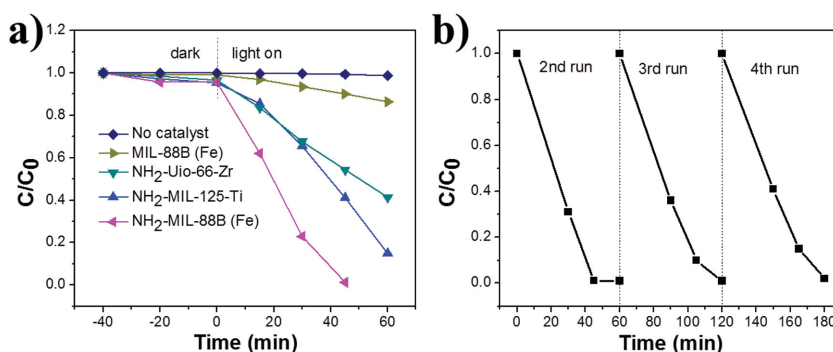 a)
dark
light on
No catalyst
MIL-88B (Fe)
NH2-Uio-66-Zr
NH2-MIL-125-Ti
NH2-MIL-88B (Fe)
C/C0
1.2
1.0
0.8
0.6
0.4
0.2
0.0
-40 -20 0 20 40 60
Time (min)
b)
2nd run
3rd run
4th run
C/C0
1.0
0.8
0.6
0.4
0.2
0.0
0 20 40 60 80 100 120 140 160 180
Time (min)